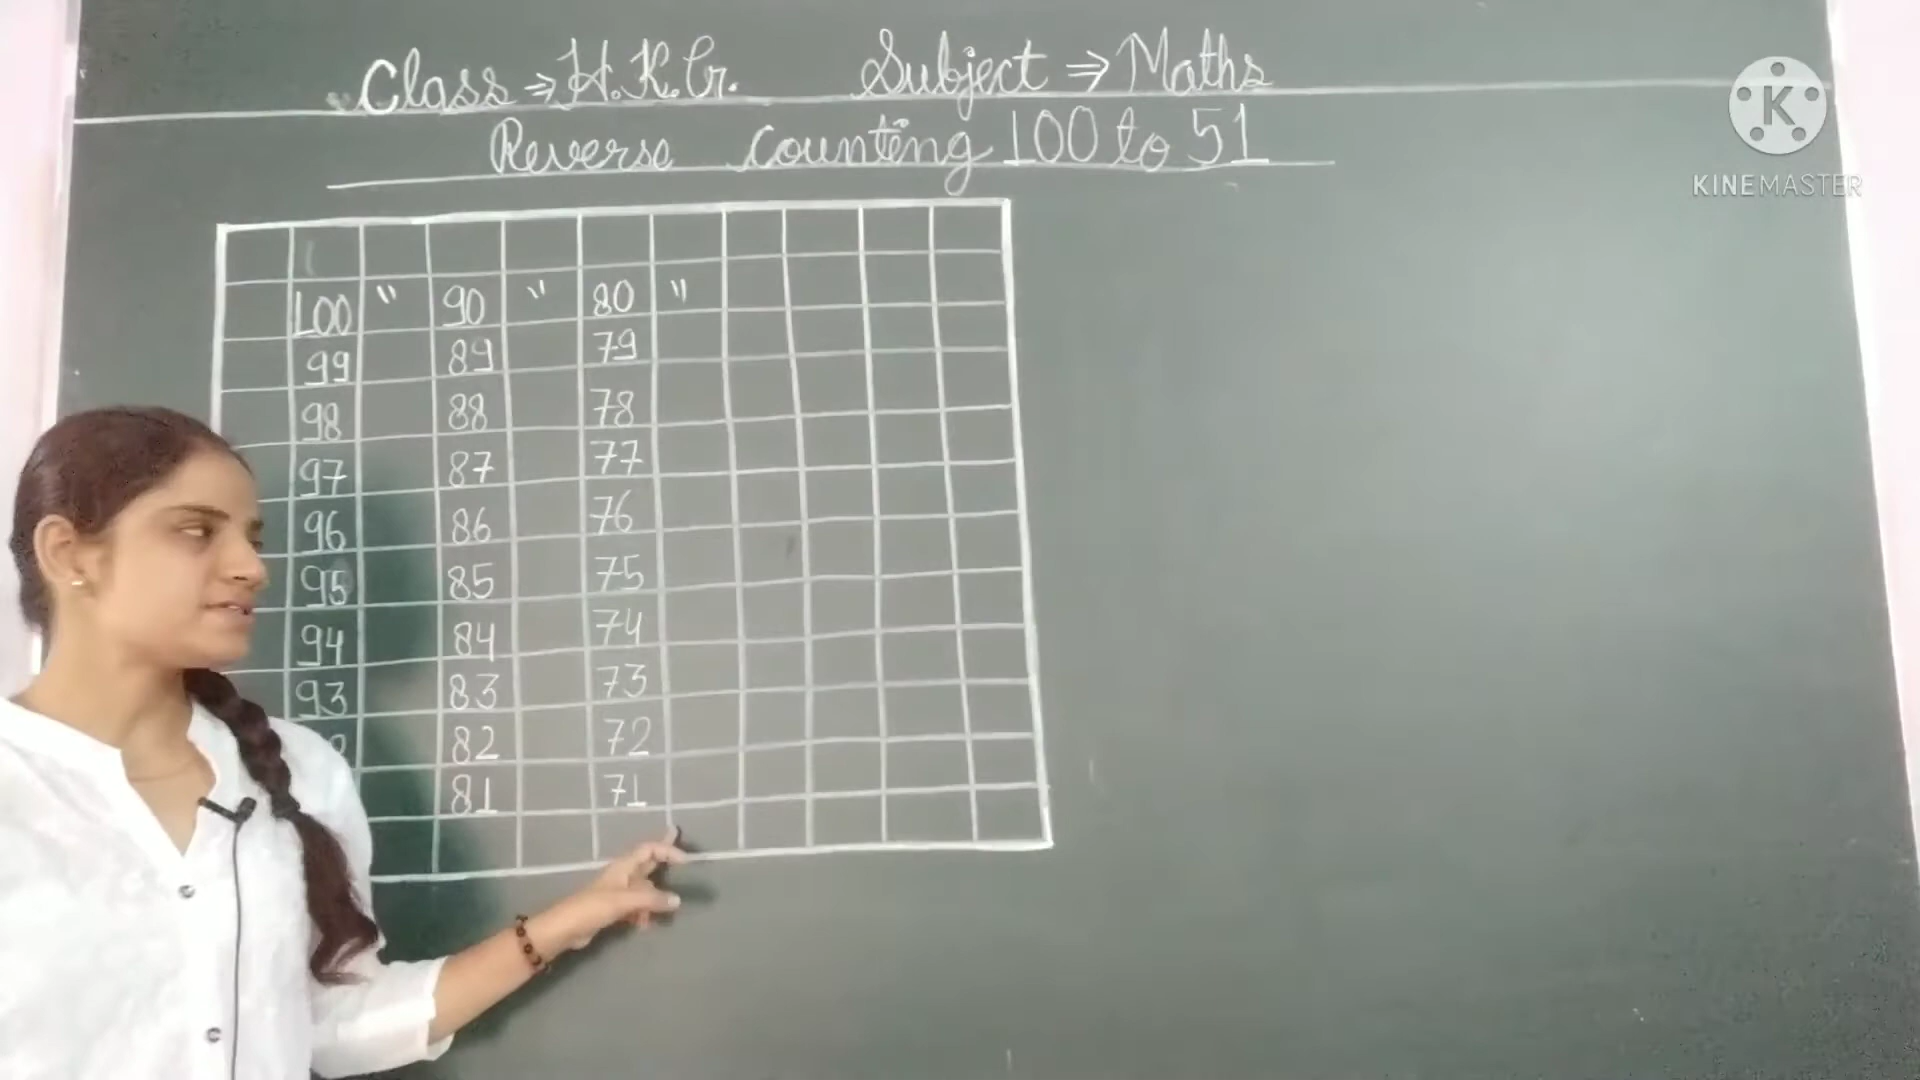 Class ⇒ H.K.G. Subject ⇒ Maths
Reverse counting 100 to 51
100 " 90 " 80 "
99 89 79
98 88 78
97 87 77
96 86 76
95 85 75
94 84 74
93 83 73
82 72
81 71
KINEMASTER